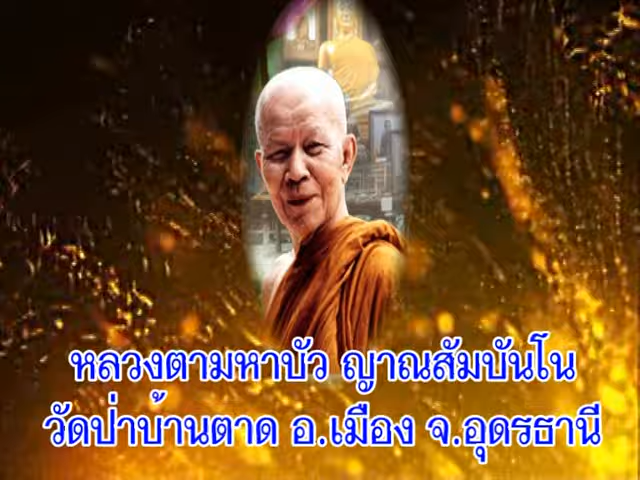 หลวงตามหาบัว ญาณสัมบันโน
วัดป่าบ้านตาด อ.เมือง จ.อุดรธานี